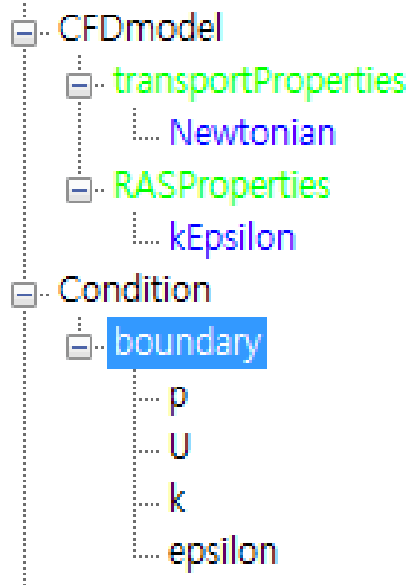 CFDmodel
transportProperties
Newtonian
RASProperties
kEpsilon
Condition
boundary
p
U
k
epsilon